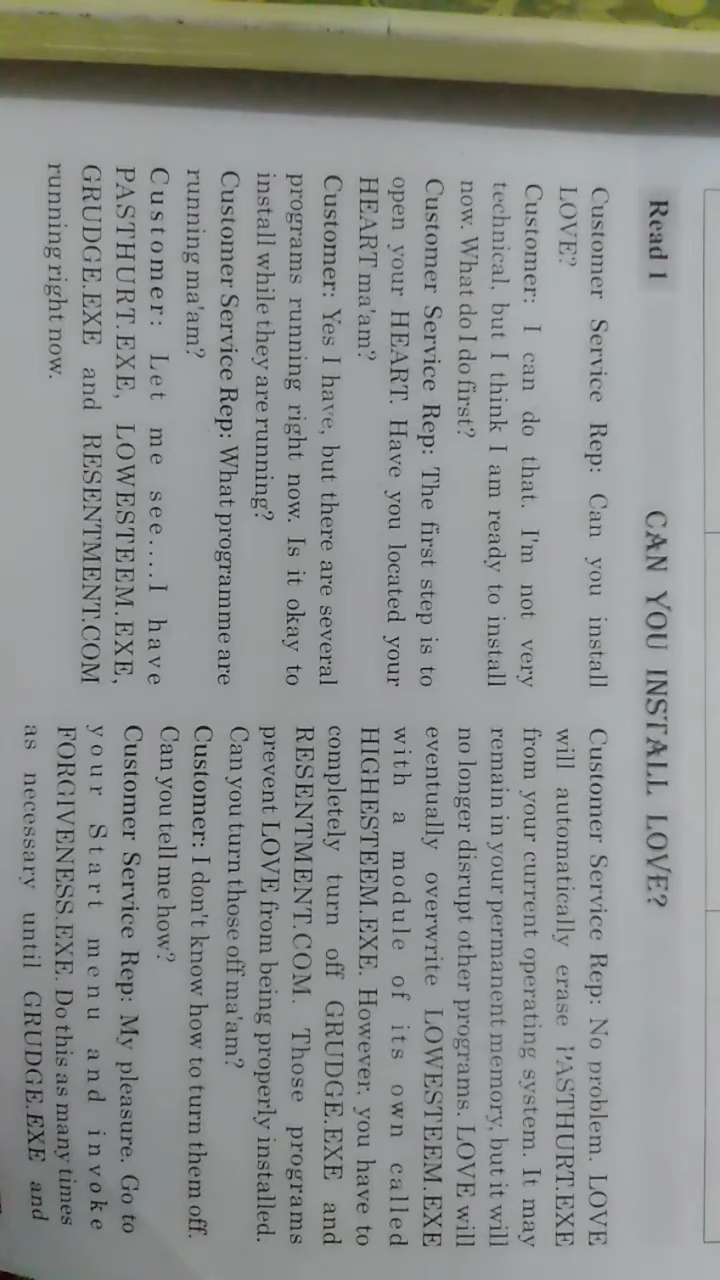 Read 1
CAN YOU INSTALL LOVE?
Customer Service Rep: Can you install
LOVE?
Customer: I can do that. I'm not very
technical, but I think I am ready to install
now. What do I do first?
Customer Service Rep: The first step is to
open your HEART. Have you located your
HEART ma'am?
Customer: Yes I have, but there are several
programs running right now. Is it okay to
install while they are running?
Customer Service Rep: What programme are
running ma'am?
Customer: Let me see....I have
PASTHURT.EXE, LOWESTEEM.EXE,
GRUDGE.EXE and RESENTMENT.COM
running right now.
Customer Service Rep: No problem. LOVE
will automatically erase PASTHURT.EXE
from your current operating system. It may
remain in your permanent memory, but it will
no longer disrupt other programs. LOVE will
eventually overwrite LOWESTEEM.EXE
with a module of its own called
HIGHESTEEM.EXE. However, you have to
completely turn off GRUDGE.EXE and
RESENTMENT.COM. Those programs
prevent LOVE from being properly installed.
Can you turn those off ma'am?
Customer: I don't know how to turn them off.
Can you tell me how?
Customer Service Rep: My pleasure. Go to
your Start menu and invoke
FORGIVENESS.EXE. Do this as many times
as necessary until GRUDGE.EXE and